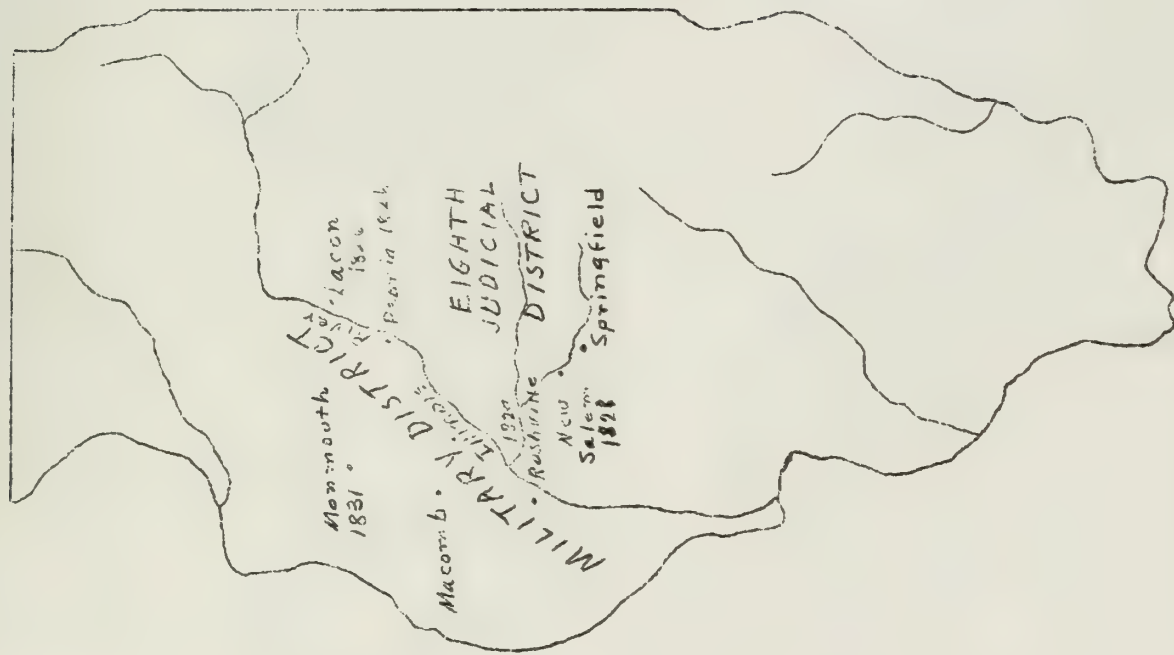 Monmouth
1831
Lacon
Peoria
Macomb
MILITARY DISTRICT
Rushville
EIGHTH
JUDICIAL
DISTRICT
New
Salem
1828
Springfield